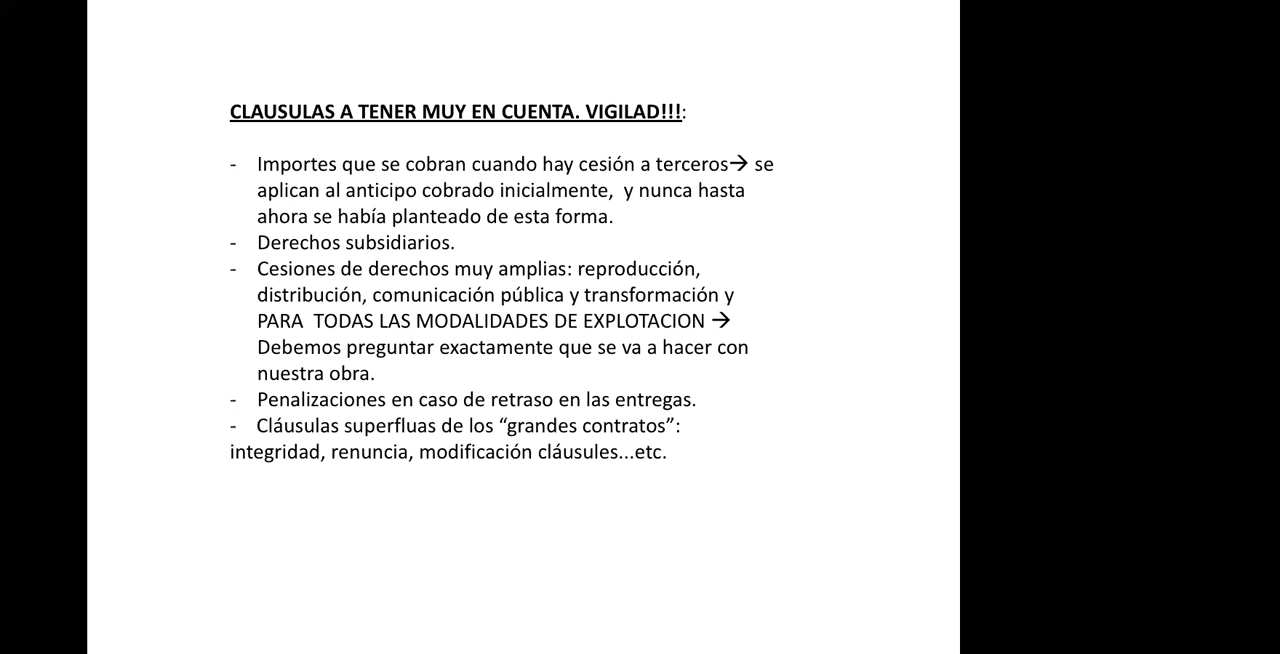 CLAUSULAS A TENER MUY EN CUENTA. VIGILAD!!!:
- Importes que se cobran cuando hay cesión a terceros→ se
aplican al anticipo cobrado inicialmente,  y nunca hasta
ahora se había planteado de esta forma.
- Derechos subsidiarios.
- Cesiones de derechos muy amplias: reproducción,
distribución, comunicación pública y transformación y
PARA  TODAS LAS MODALIDADES DE EXPLOTACION →
Debemos preguntar exactamente que se va a hacer con
nuestra obra.
- Penalizaciones en caso de retraso en las entregas.
- Cláusulas superfluas de los “grandes contratos”:
integridad, renuncia, modificación cláusules...etc.